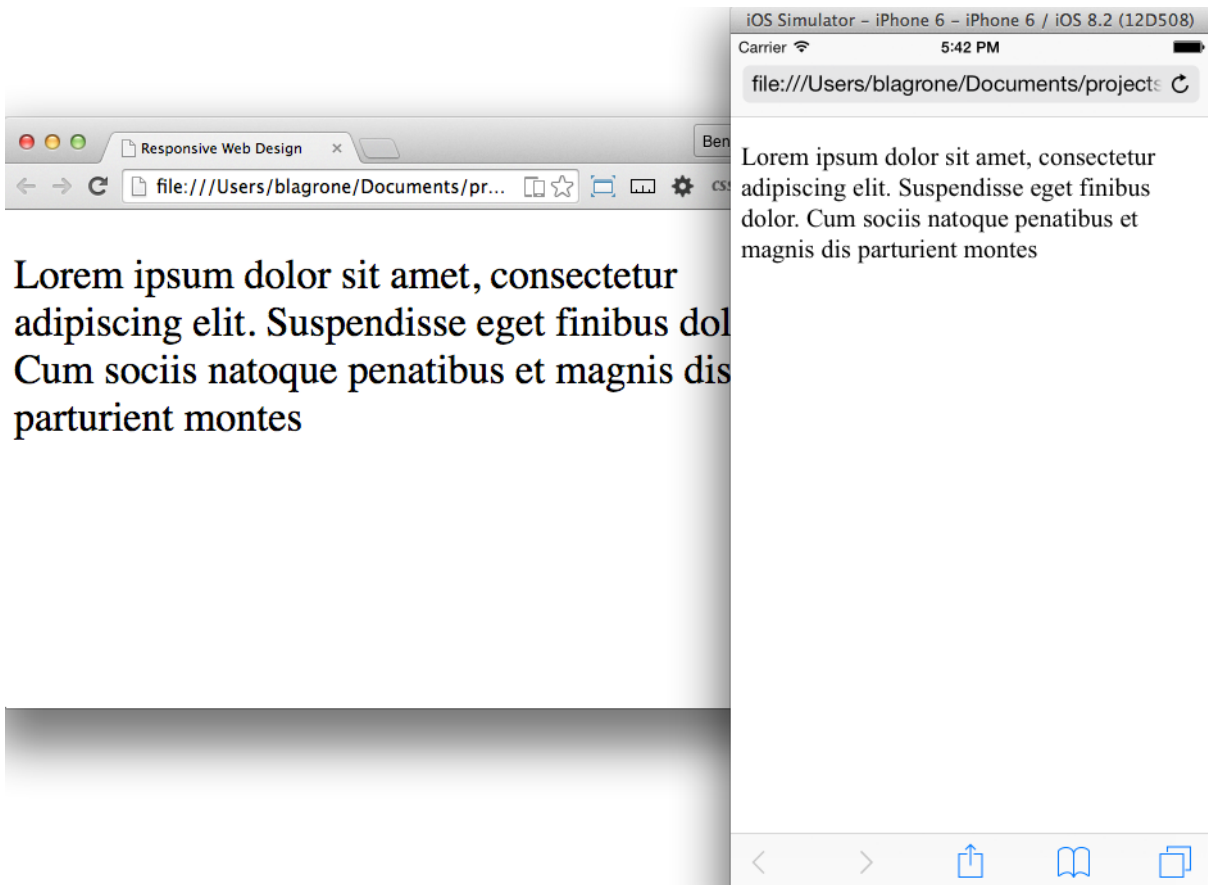 Responsive Web Design
Ben
file:///Users/blagrone/Documents/pr...
Lorem ipsum dolor sit amet, consectetur
adipiscing elit. Suspendisse eget finibus dol
Cum sociis natoque penatibus et magnis dis
parturient montes
iOS Simulator – iPhone 6 – iPhone 6 / iOS 8.2 (12D508)
Carrier 5:42 PM
file:///Users/blagrone/Documents/projects
Lorem ipsum dolor sit amet, consectetur
adipiscing elit. Suspendisse eget finibus
dolor. Cum sociis natoque penatibus et
magnis dis parturient montes